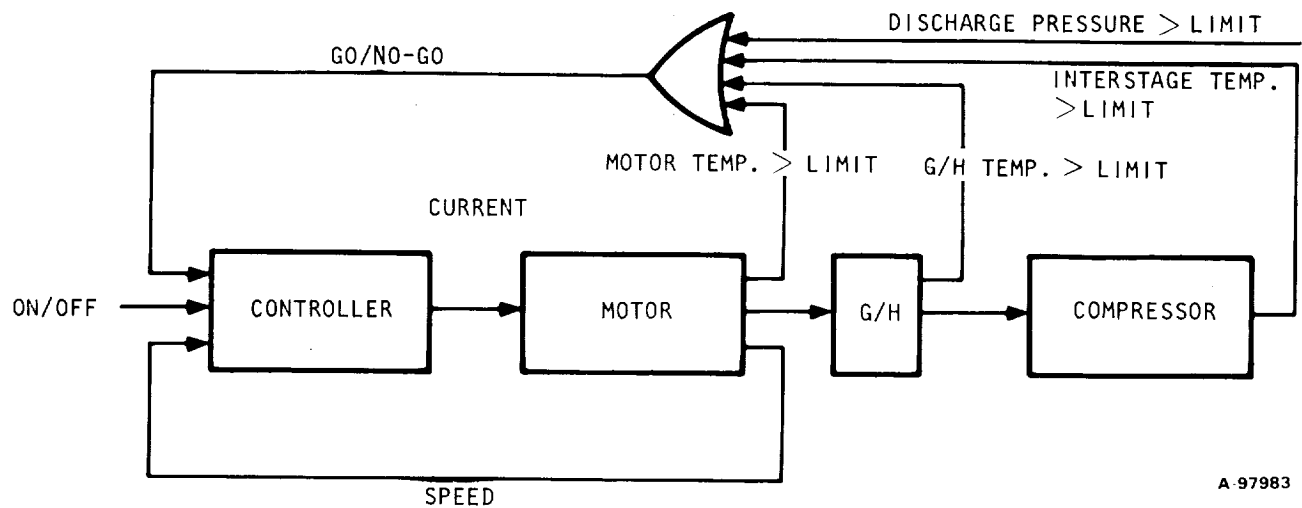 DISCHARGE PRESSURE > LIMIT
GO/NO-GO
INTERSTAGE TEMP.
> LIMIT
MOTOR TEMP. > LIMIT
G/H TEMP. > LIMIT
CURRENT
ON/OFF
CONTROLLER
MOTOR
G/H
COMPRESSOR
SPEED
A-97983